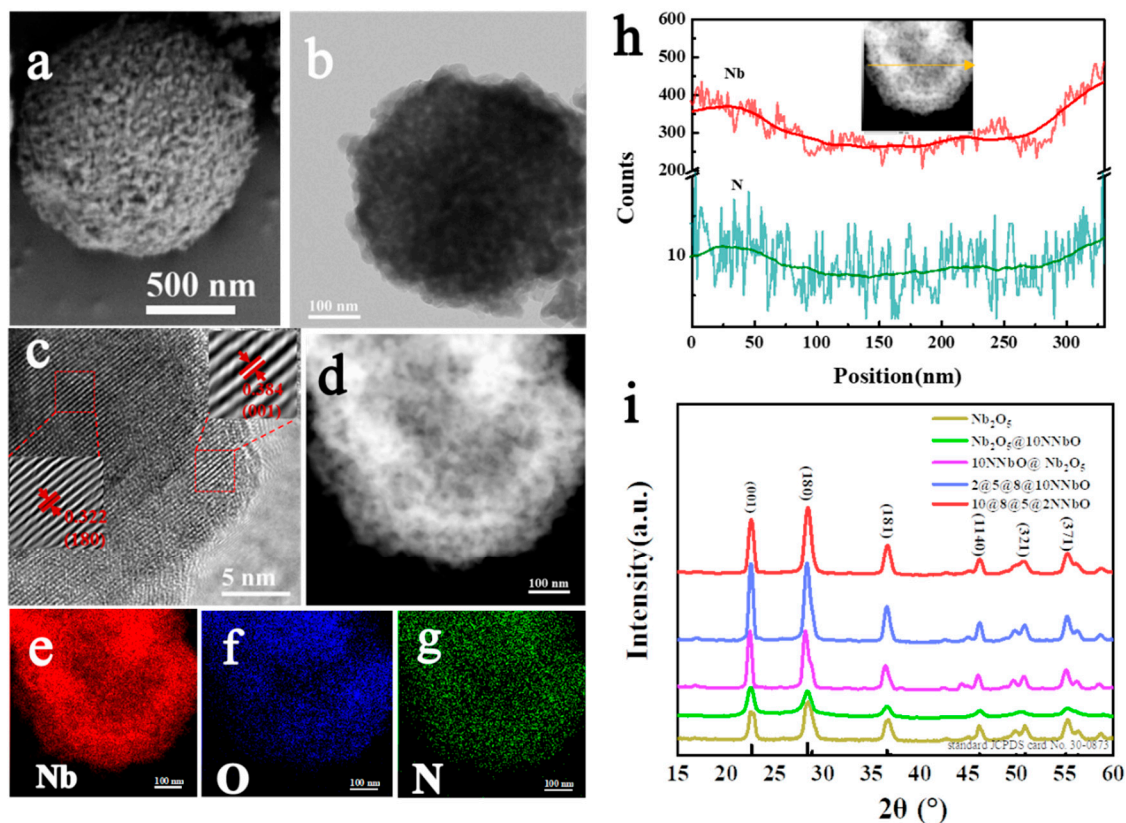 a
500 nm
b
100 nm
c
0.384
(001)
0.322
(180)
5 nm
d
100 nm
e
Nb
100 nm
f
O
100 nm
g
N
100 nm
h
Counts
600
500
400
300
200
10
Nb
N
0
50
100
150
200
250
300
Position(nm)
i
Intensity(a.u.)
Nb₂O₅
Nb₂O₅@10NNbO
10NNbO@ Nb₂O₅
2@5@8@10NNbO
10@8@5@2NNbO
(001)
(180)
(181)
(1140)
(321)
(371)
standard JCPDS card No. 30-0873
15
20
25
30
35
40
45
50
55
60
2θ (°)